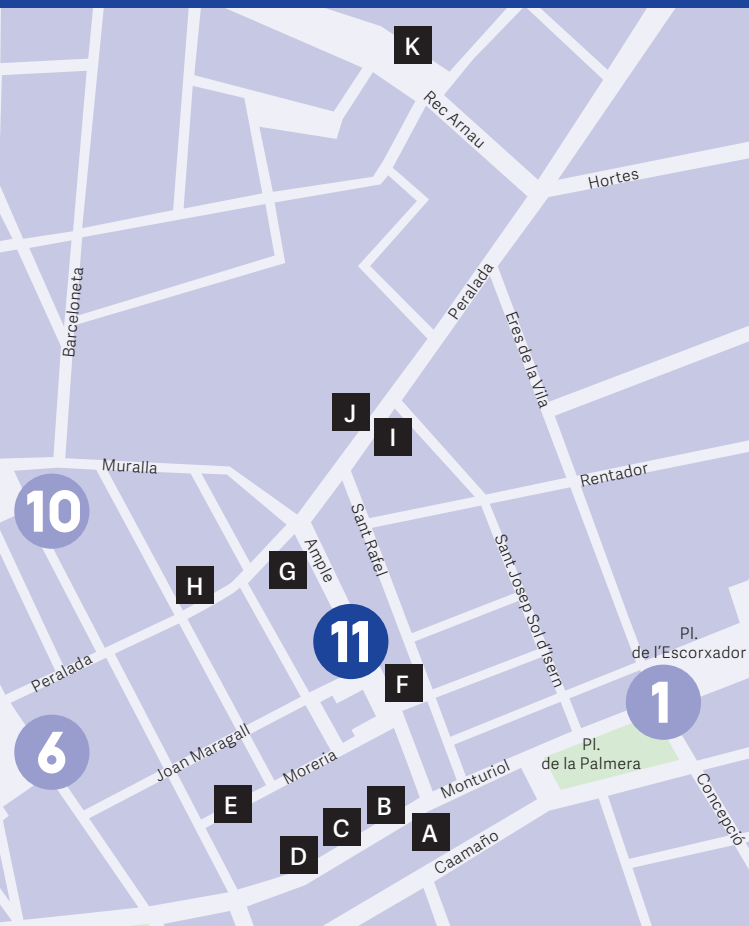 K
Rec Arnau
Hortes
Barceloneta
Peralada
Eres de la Vila
J
I
Muralla
Rentador
10
Sant Rafel
Ample
Sant Josep Sol d'Isern
G
H
11
Pl.
de l'Escorxador
Peralada
F
1
6
Joan Maragall
Moreria
Pl.
de la Palmera
Monturiol
Concepció
E
B
C
A
D
Caamaño